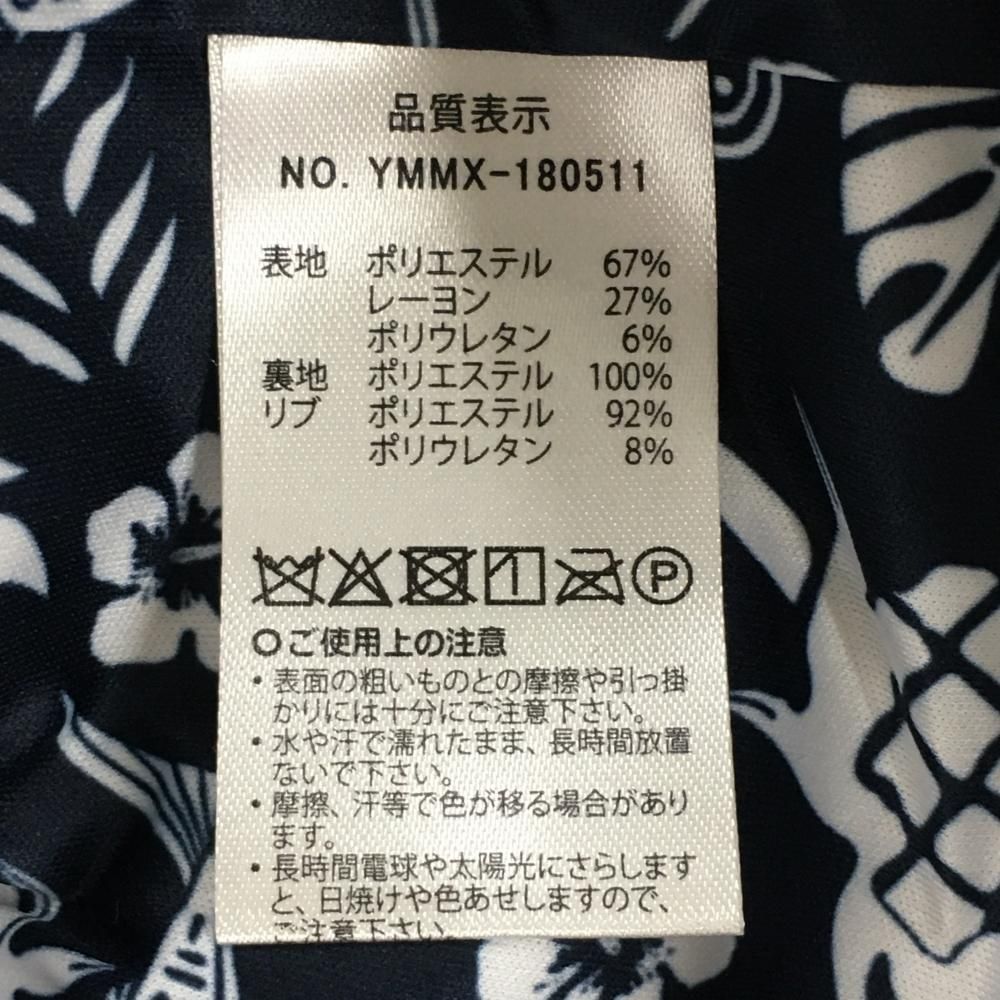 品質表示
NO. YMMX-180511
表地 ポリエステル 67%
レーヨン 27%
ポリウレタン 6%
裏地 ポリエステル 100%
リブ ポリエステル 92%
ポリウレタン 8%
P
○ご使用上の注意
・表面の粗いものとの摩擦や引っ掛
かりには十分にご注意下さい。
・水や汗で濡れたまま、長時間放置
ないで下さい。
・摩擦、汗等で色が移る場合があり
ます。
・長時間電球や太陽光にさらします
と、日焼けや色あせしますので、
ご注意下さい。